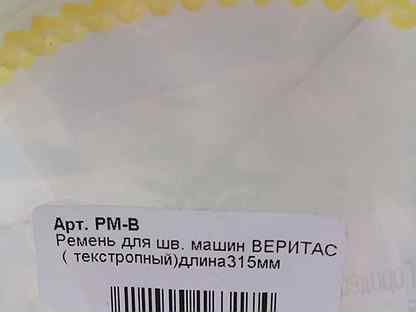 Арт. РМ-В
Ремень для шв. машин ВЕРИТАС
( текстропный)длина315мм